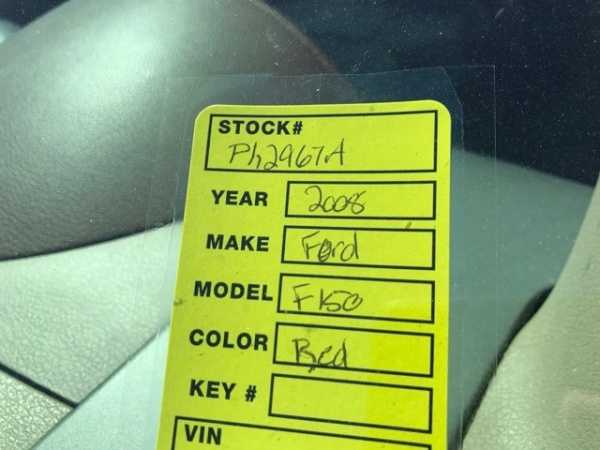 STOCK#
Ph2967A
YEAR 2008
MAKE Ford
MODEL F150
COLOR Red
KEY #
VIN